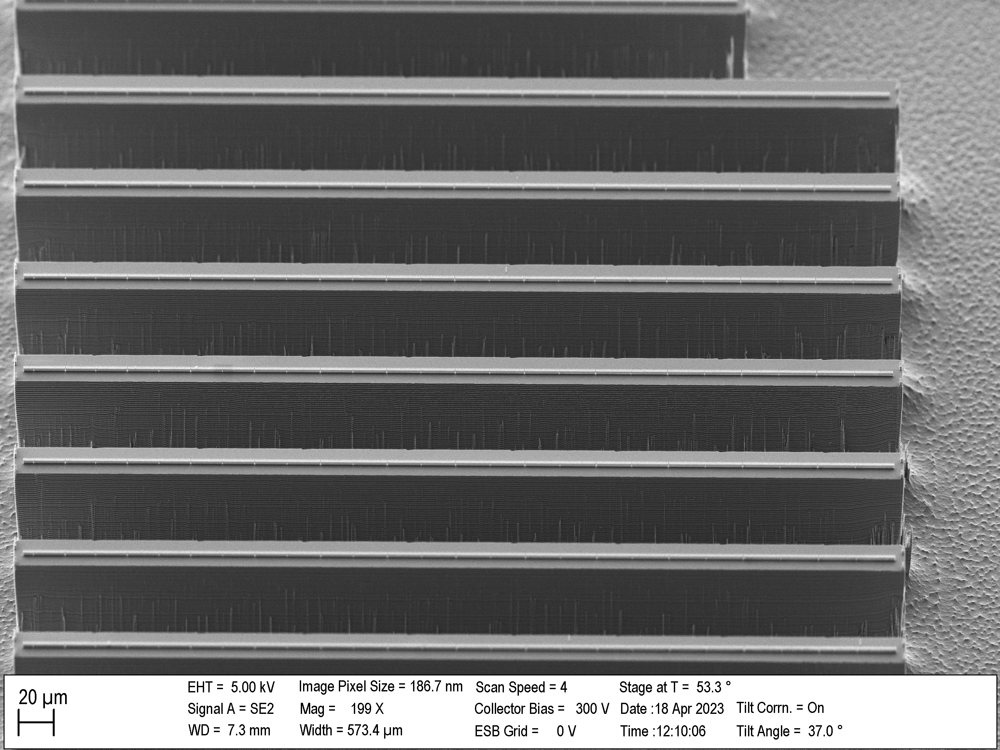 20 µm
EHT = 5.00 kV
Signal A = SE2
WD = 7.3 mm
Image Pixel Size = 186.7 nm
Mag = 199 X
Width = 573.4 µm
Scan Speed = 4
Collector Bias = 300 V
ESB Grid = 0 V
Stage at T = 53.3 °
Date :18 Apr 2023
Time :12:10:06
Tilt Corrn. = On
Tilt Angle = 37.0 °